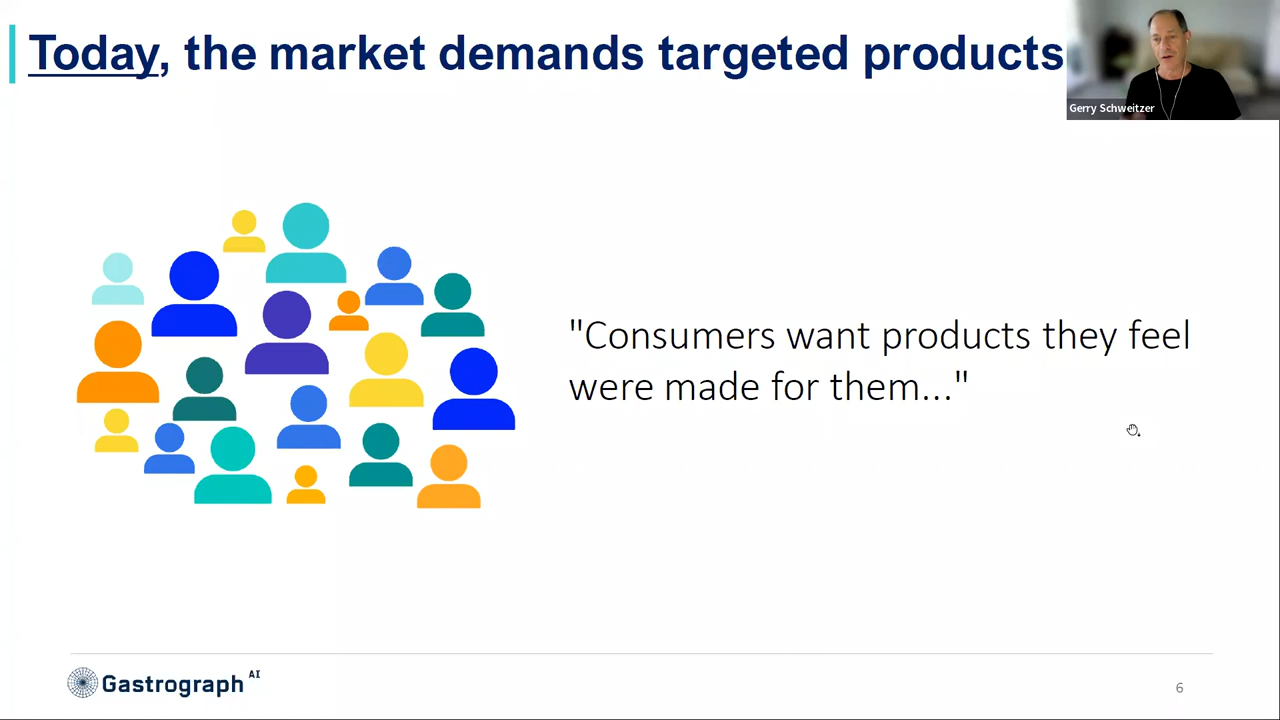 Today, the market demands targeted products
Gerry Schweitzer
"Consumers want products they feel
were made for them..."
Gastrograph AI
6